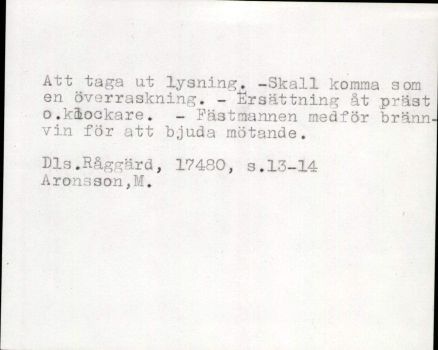 Att taga ut lysning. -Skall komma som
en överraskning. - Ersättning åt präst
o.klockare. - Fästmannen medför bränn-
vin för att bjuda mötande.
Dls.Råggärd, 17480, s.13-14
Aronsson,M.